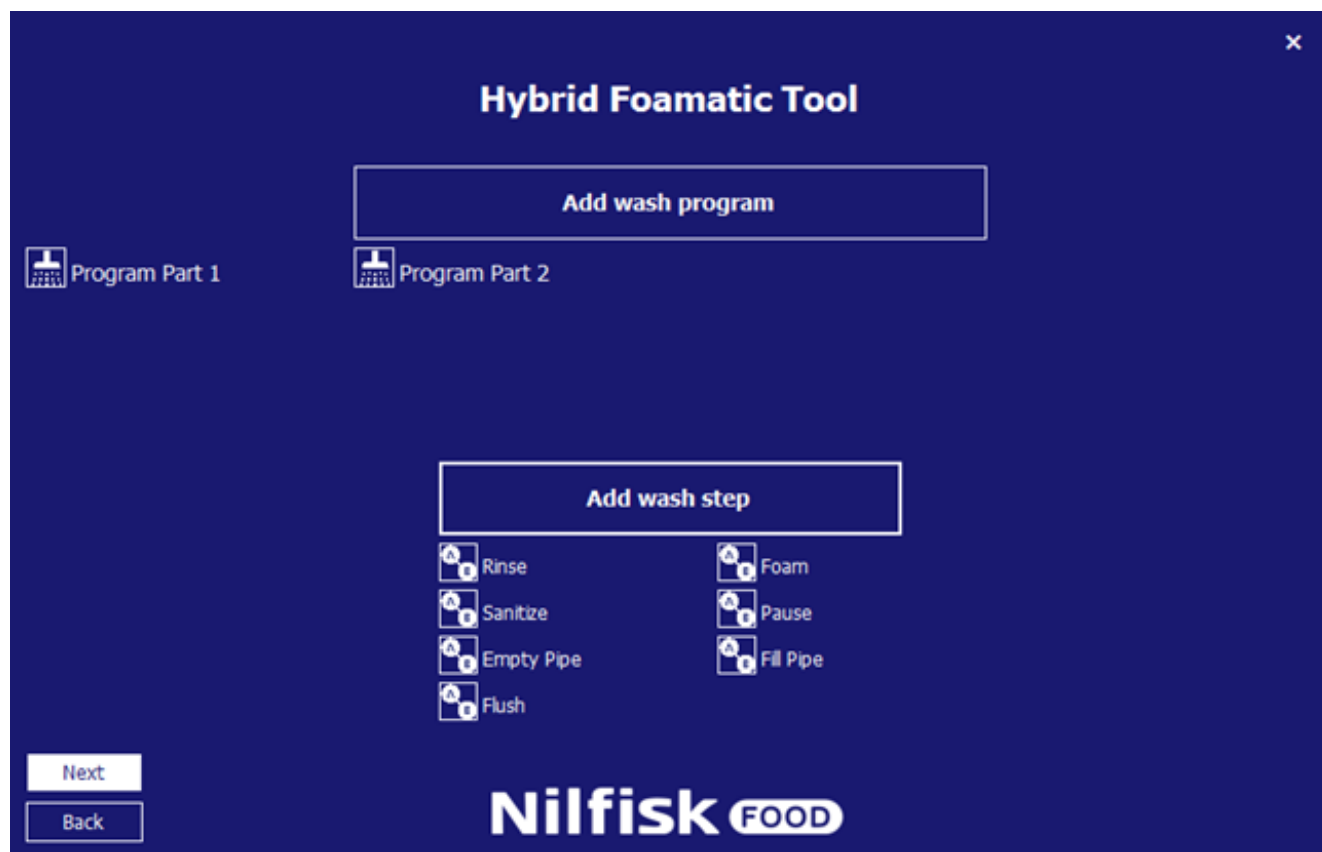 ×
Hybrid Foamatic Tool
Add wash program
Program Part 1 Program Part 2
Add wash step
A B Rinse A B Foam
A B Sanitize A B Pause
A B Empty Pipe A B Fill Pipe
A B Flush
Next
Back
Nilfisk FOOD